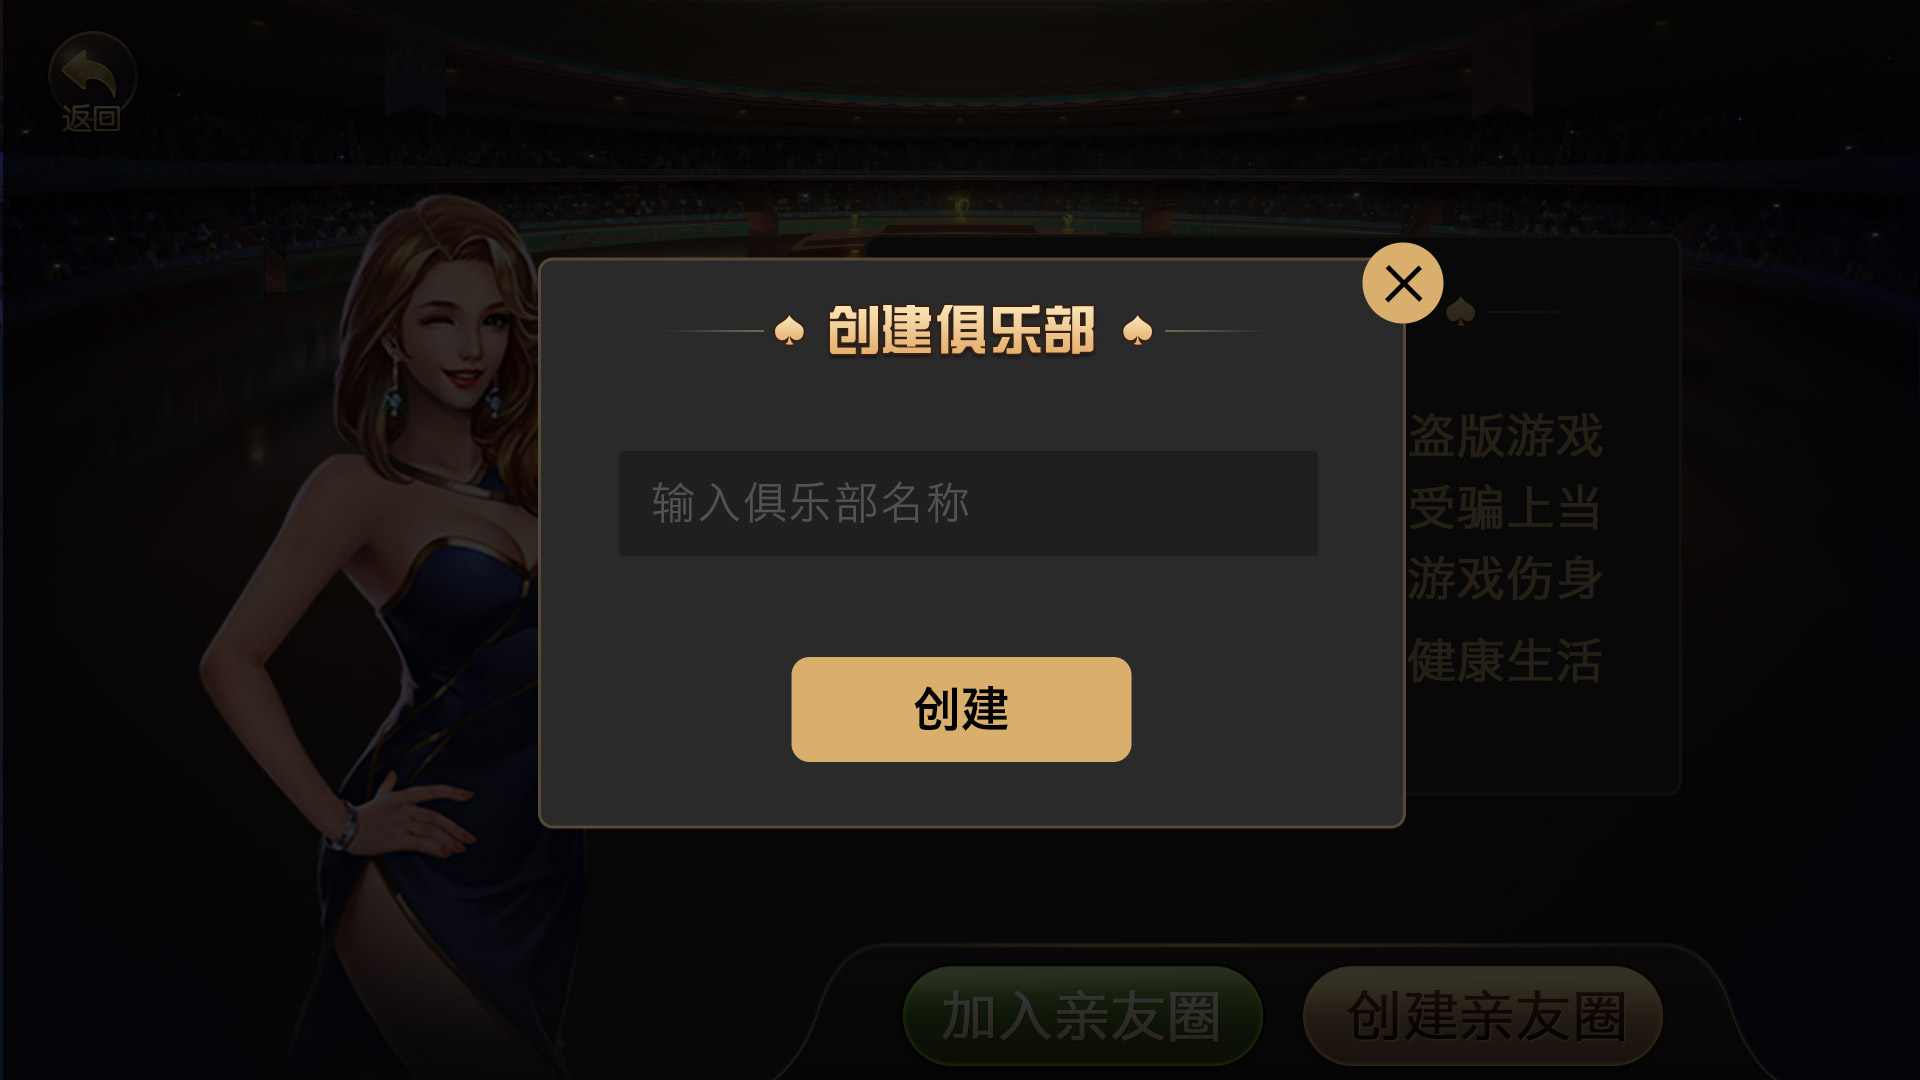 返回
创建俱乐部
盗版游戏
输入俱乐部名称
受骗上当
游戏伤身
健康生活
创建
加入亲友圈
创建亲友圈